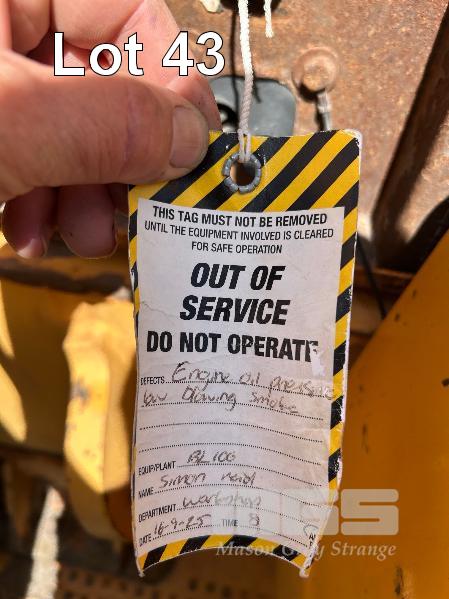 Lot 43
THIS TAG MUST NOT BE REMOVED
UNTIL THE EQUIPMENT INVOLVED IS CLEARED
FOR SAFE OPERATION
OUT OF
SERVICE
DO NOT OPERATE
DEFECTS Engine oil pressure
low blowing smoke
EQUIP/PLANT
NAME Simon
DEPARTMENT workshop
DATE 16-9-25 TIME 8
Mason Gray Strange